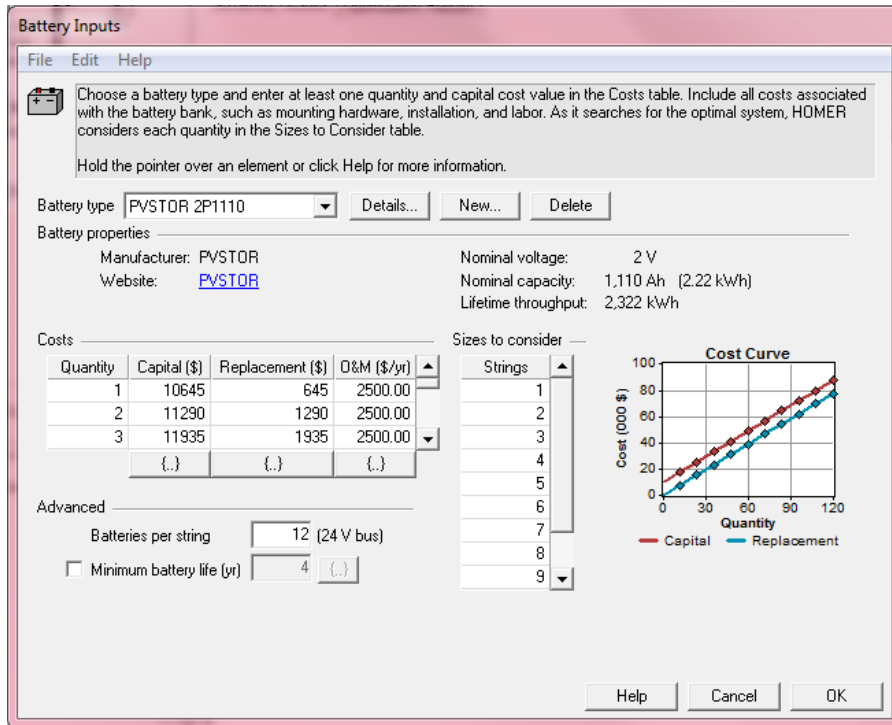 Battery Inputs
File Edit Help
Choose a battery type and enter at least one quantity and capital cost value in the Costs table. Include all costs associated
with the battery bank, such as mounting hardware, installation, and labor. As it searches for the optimal system, HOMER
considers each quantity in the Sizes to Consider table.
Hold the pointer over an element or click Help for more information.
Battery type PVSTOR 2P1110 Details... New... Delete
Battery properties
Manufacturer: PVSTOR
Website: PVSTOR
Nominal voltage: 2 V
Nominal capacity: 1,110 Ah (2.22 kWh)
Lifetime throughput: 2,322 kWh
Costs
Quantity Capital ($) Replacement ($) O&M ($/yr)
1 10645 645 2500.00
2 11290 1290 2500.00
3 11935 1935 2500.00
{..} {..} {..}
Sizes to consider
Strings
1
2
3
4
5
6
7
8
9
Cost Curve
Cost (000 $)
100
80
60
40
20
0
0 30 60 90 120
Quantity
Capital Replacement
Advanced
Batteries per string 12 (24 V bus)
Minimum battery life (yr) 4 {..}
Help Cancel OK